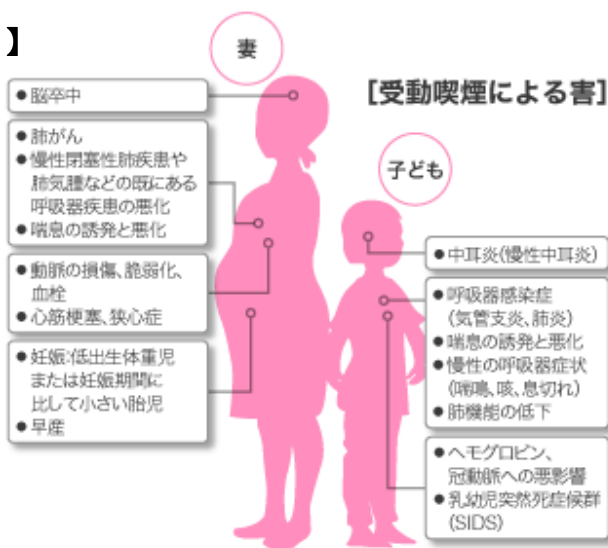 】
妻
[受動喫煙による害]
●脳卒中
●肺がん
●慢性閉塞性肺疾患や
肺気腫などの既にある
呼吸器疾患の悪化
●喘息の誘発と悪化
●動脈の損傷、脆弱化、
血栓
●心筋梗塞、狭心症
●妊娠:低出生体重児
または妊娠期間に
比して小さい胎児
●早産
子ども
●中耳炎(慢性中耳炎)
●呼吸器感染症
(気管支炎、肺炎)
●喘息の誘発と悪化
●慢性の呼吸器症状
(喘鳴、咳、息切れ)
●肺機能の低下
●ヘモグロビン、
冠動脈への悪影響
●乳幼児突然死症候群
(SIDS)